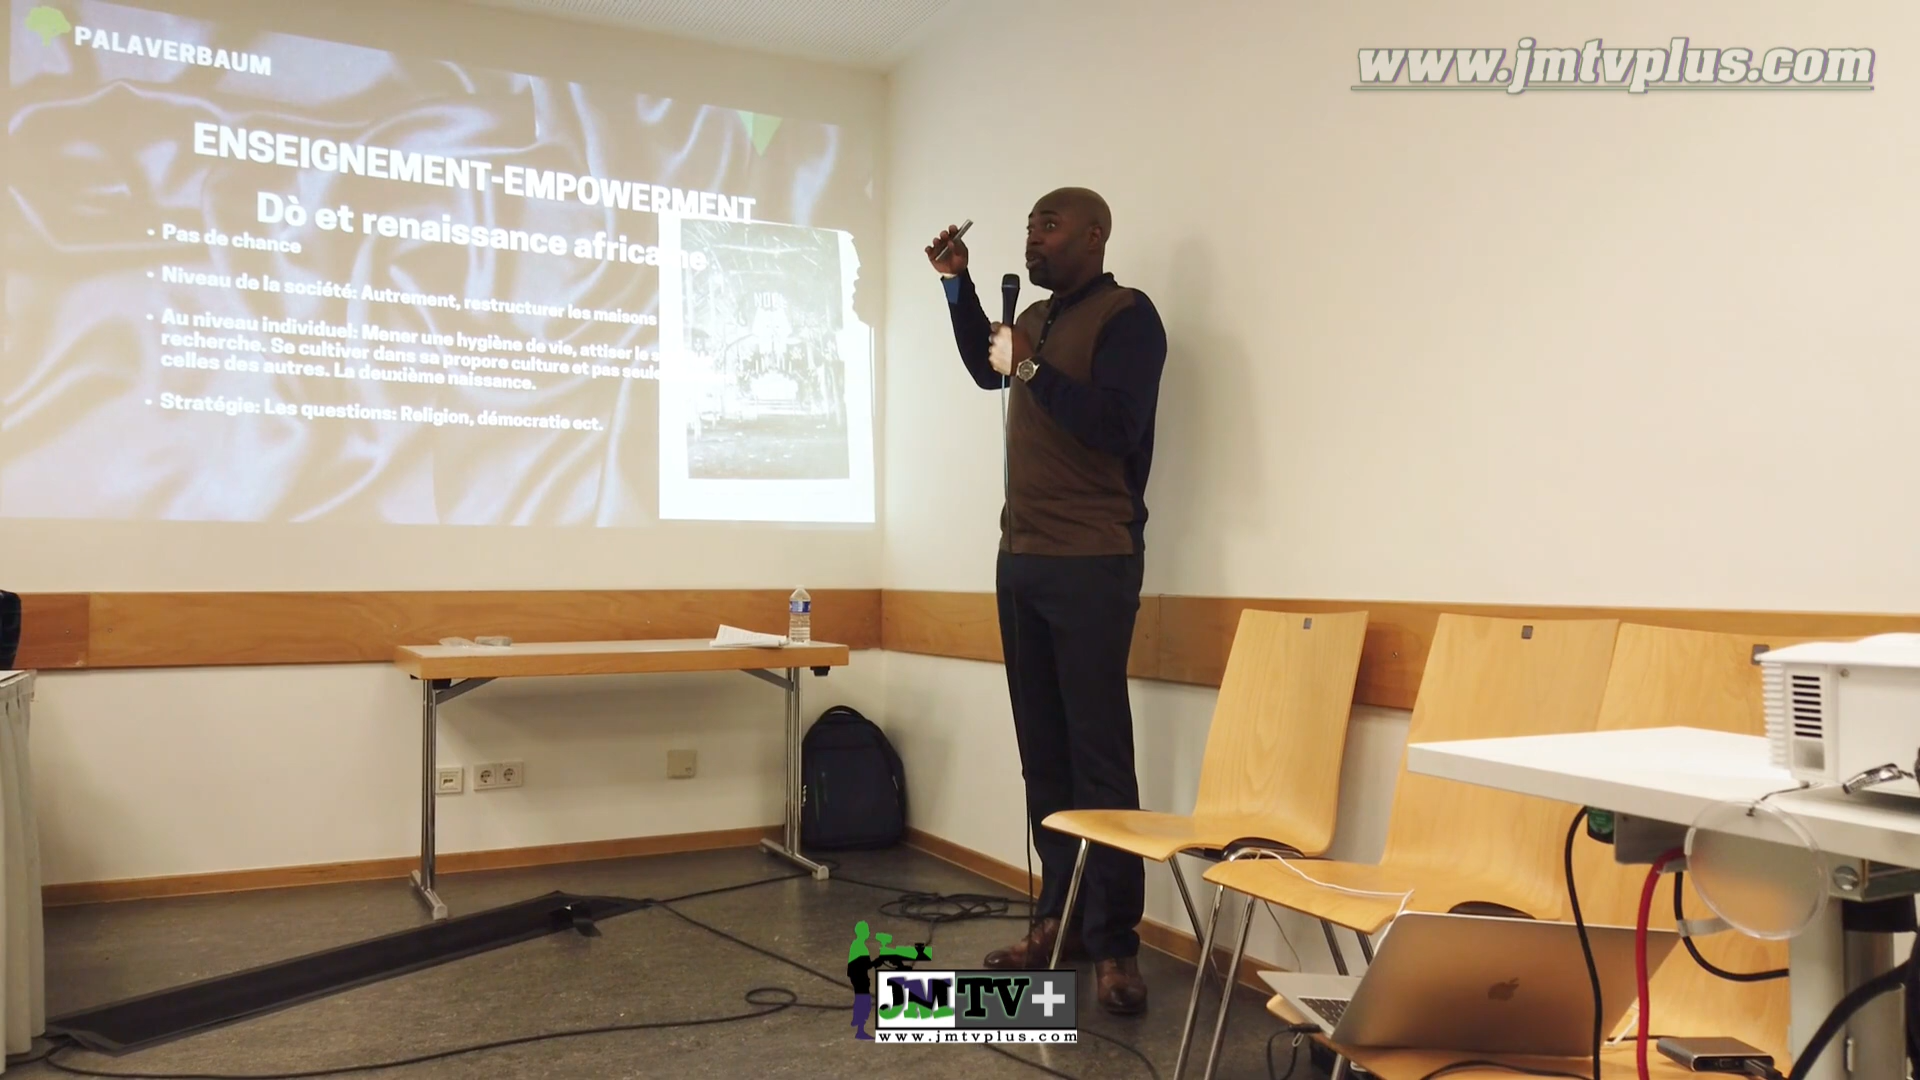 PALAVERBAUM
www.jmtvplus.com
ENSEIGNEMENT-EMPOWERMENT
Dò et renaissance africaine
• Pas de chance
• Niveau de la société: Autrement, restructurer les maisons
• Au niveau individuel: Mener une hygiène de vie, attiser le s
recherche. Se cultiver dans sa propore culture et pas seule
celles des autres. La deuxième naissance.
• Stratégie: Les questions: Religion, démocratie ect.
JMTV+
www.jmtvplus.com